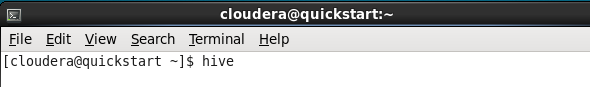 cloudera@quickstart:~
File Edit View Search Terminal Help
[cloudera@quickstart ~]$ hive